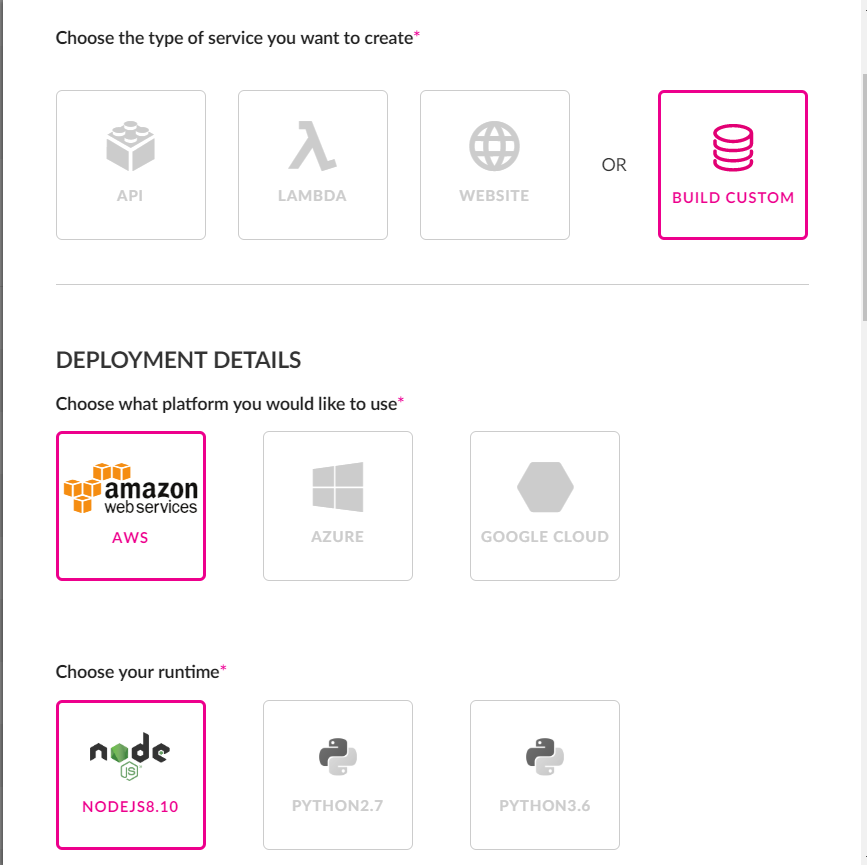 Choose the type of service you want to create*
API
LAMBDA
WEBSITE
OR
BUILD CUSTOM
DEPLOYMENT DETAILS
Choose what platform you would like to use*
amazon
web services
AWS
AZURE
GOOGLE CLOUD
Choose your runtime*
node
JS
NODEJS8.10
PYTHON2.7
PYTHON3.6